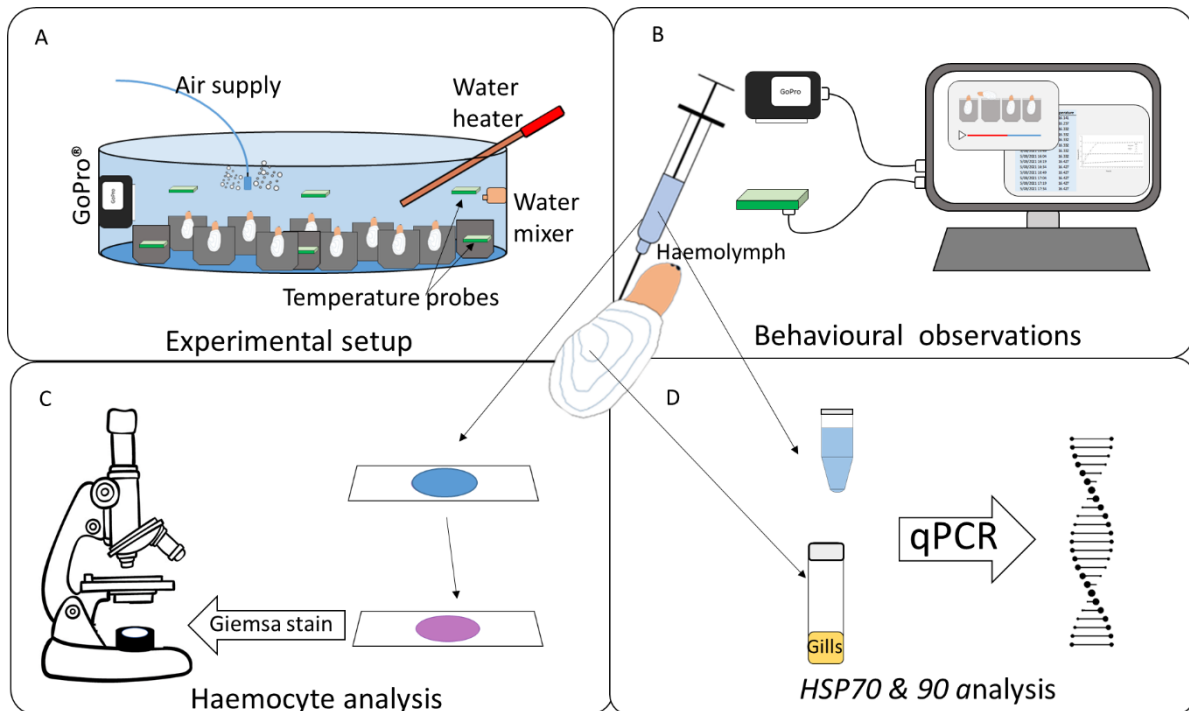 A
Air supply
Water
heater
GoPro®
GoPro
Water
mixer
Temperature probes
Experimental setup
B
GoPro
Haemolymph
Behavioural observations
C
Giemsa stain
Haemocyte analysis
D
qPCR
Gills
HSP70 & 90 analysis